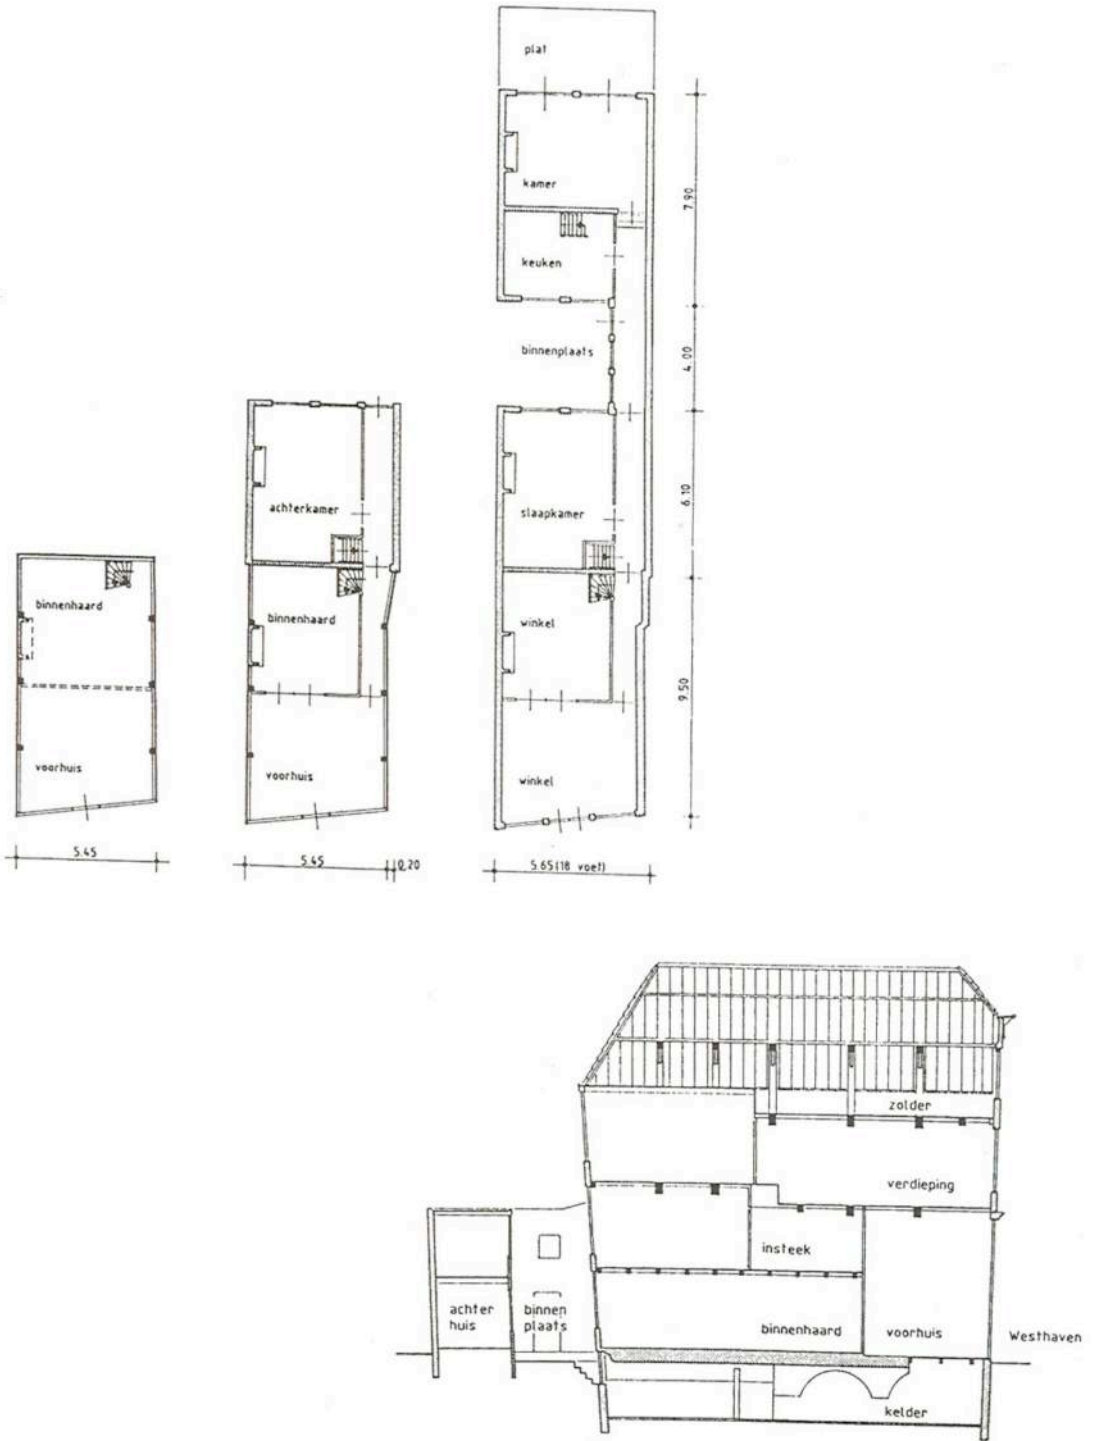 plat
kamer
7.90
keuken
binnenplaats
4.00
achterkamer
slaapkamer
6.10
binnenhaard
binnenhaard
winkel
9.50
voorhuis
voorhuis
winkel
5.45
5.45
0.20
5.65 (18 voet)
zolder
verdieping
insteek
achter
huis
binnen
plaats
binnenhaard
voorhuis
Westhaven
kelder